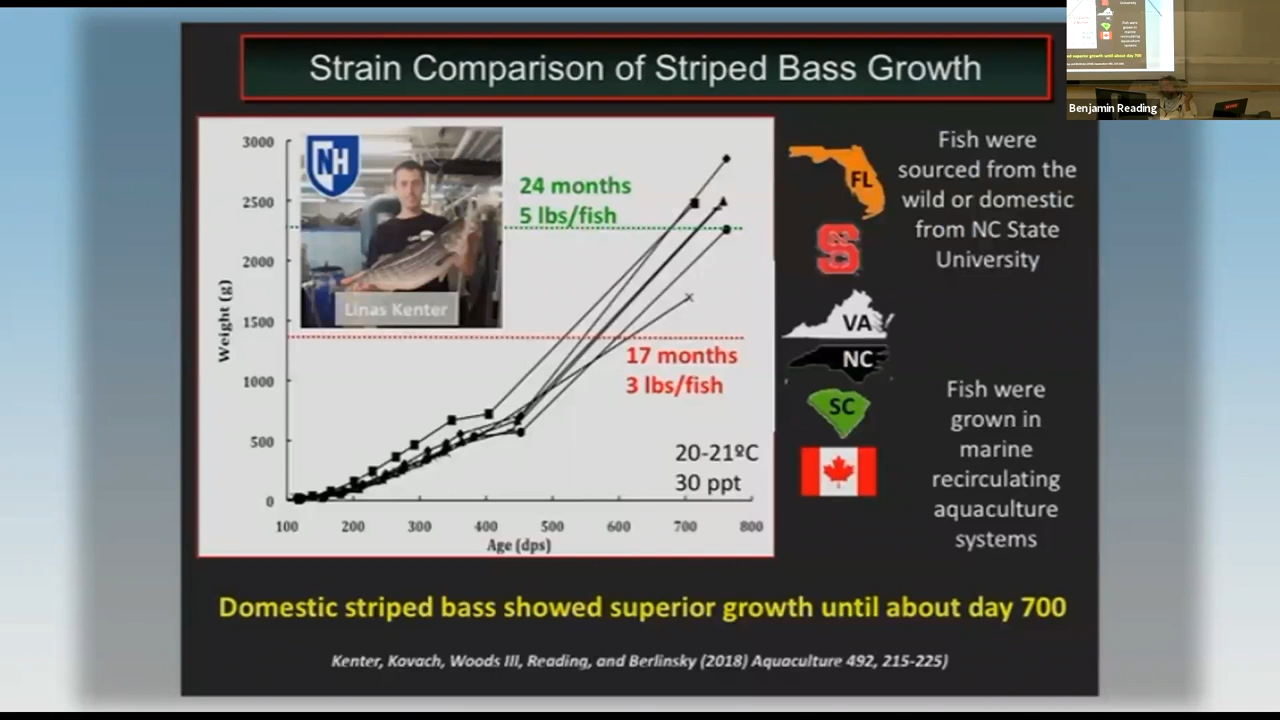 Strain Comparison of Striped Bass Growth
Benjamin Reading
3000
2500
2000
1500
1000
500
0
Weight (g)
NH
Linas Kenter
24 months
5 lbs/fish
17 months
3 lbs/fish
20-21ºC
30 ppt
100 200 300 400 500 600 700 800
Age (dps)
FL
S
VA
NC
SC
Fish were
sourced from the
wild or domestic
from NC State
University
Fish were
grown in
marine
recirculating
aquaculture
systems
Domestic striped bass showed superior growth until about day 700
Kenter, Kovach, Woods III, Reading, and Berlinsky (2018) Aquaculture 492, 215-225)